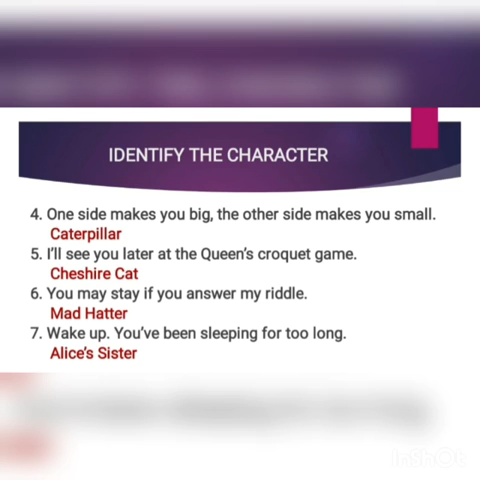 IDENTIFY THE CHARACTER
4. One side makes you big, the other side makes you small.
Caterpillar
5. I'll see you later at the Queen's croquet game.
Cheshire Cat
6. You may stay if you answer my riddle.
Mad Hatter
7. Wake up. You've been sleeping for too long.
Alice's Sister
InShOt